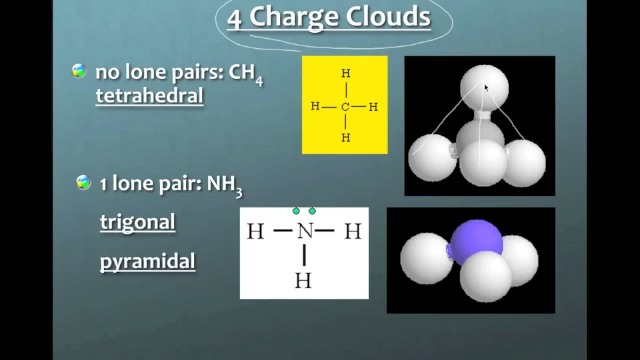 4 Charge Clouds
no lone pairs: CH₄
tetrahedral
H
H — C — H
H
1 lone pair: NH₃
trigonal
pyramidal
H — N — H
H